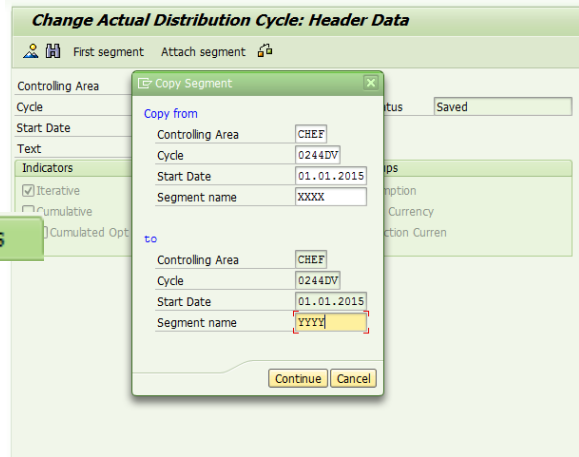 Change Actual Distribution Cycle: Header Data
First segment Attach segment
Controlling Area
Cycle
Start Date
Text
Indicators
Iterative
Cumulative
Cumulated Opt
tus Saved
ups
mption
Currency
ction Curren
S
Copy Segment
Copy from
Controlling Area CHEF
Cycle 0244DV
Start Date 01.01.2015
Segment name XXXX
to
Controlling Area CHEF
Cycle 0244DV
Start Date 01.01.2015
Segment name YYYY
Continue Cancel